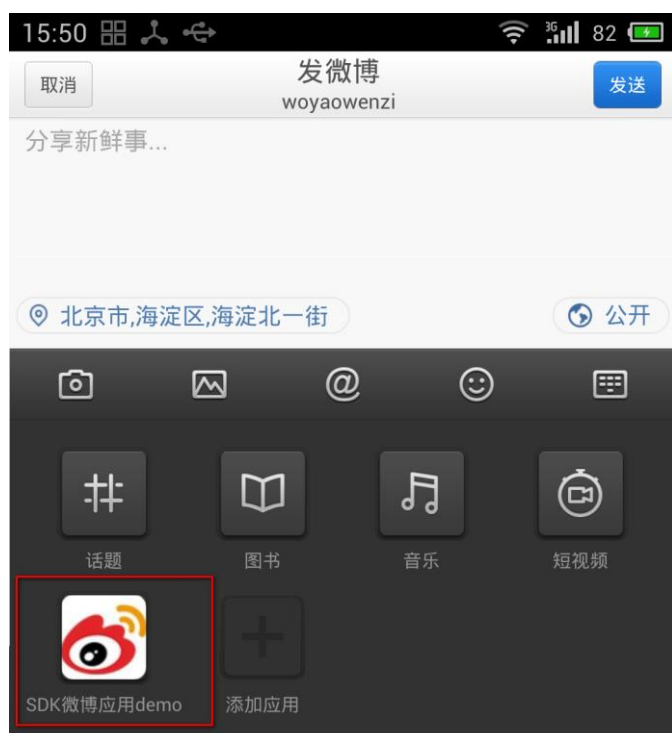 15:50 3G 82
取消 发微博 发送
woyaowenzi
分享新鲜事...
北京市,海淀区,海淀北一街 公开
@
话题 图书 音乐 短视频
SDK微博应用demo 添加应用